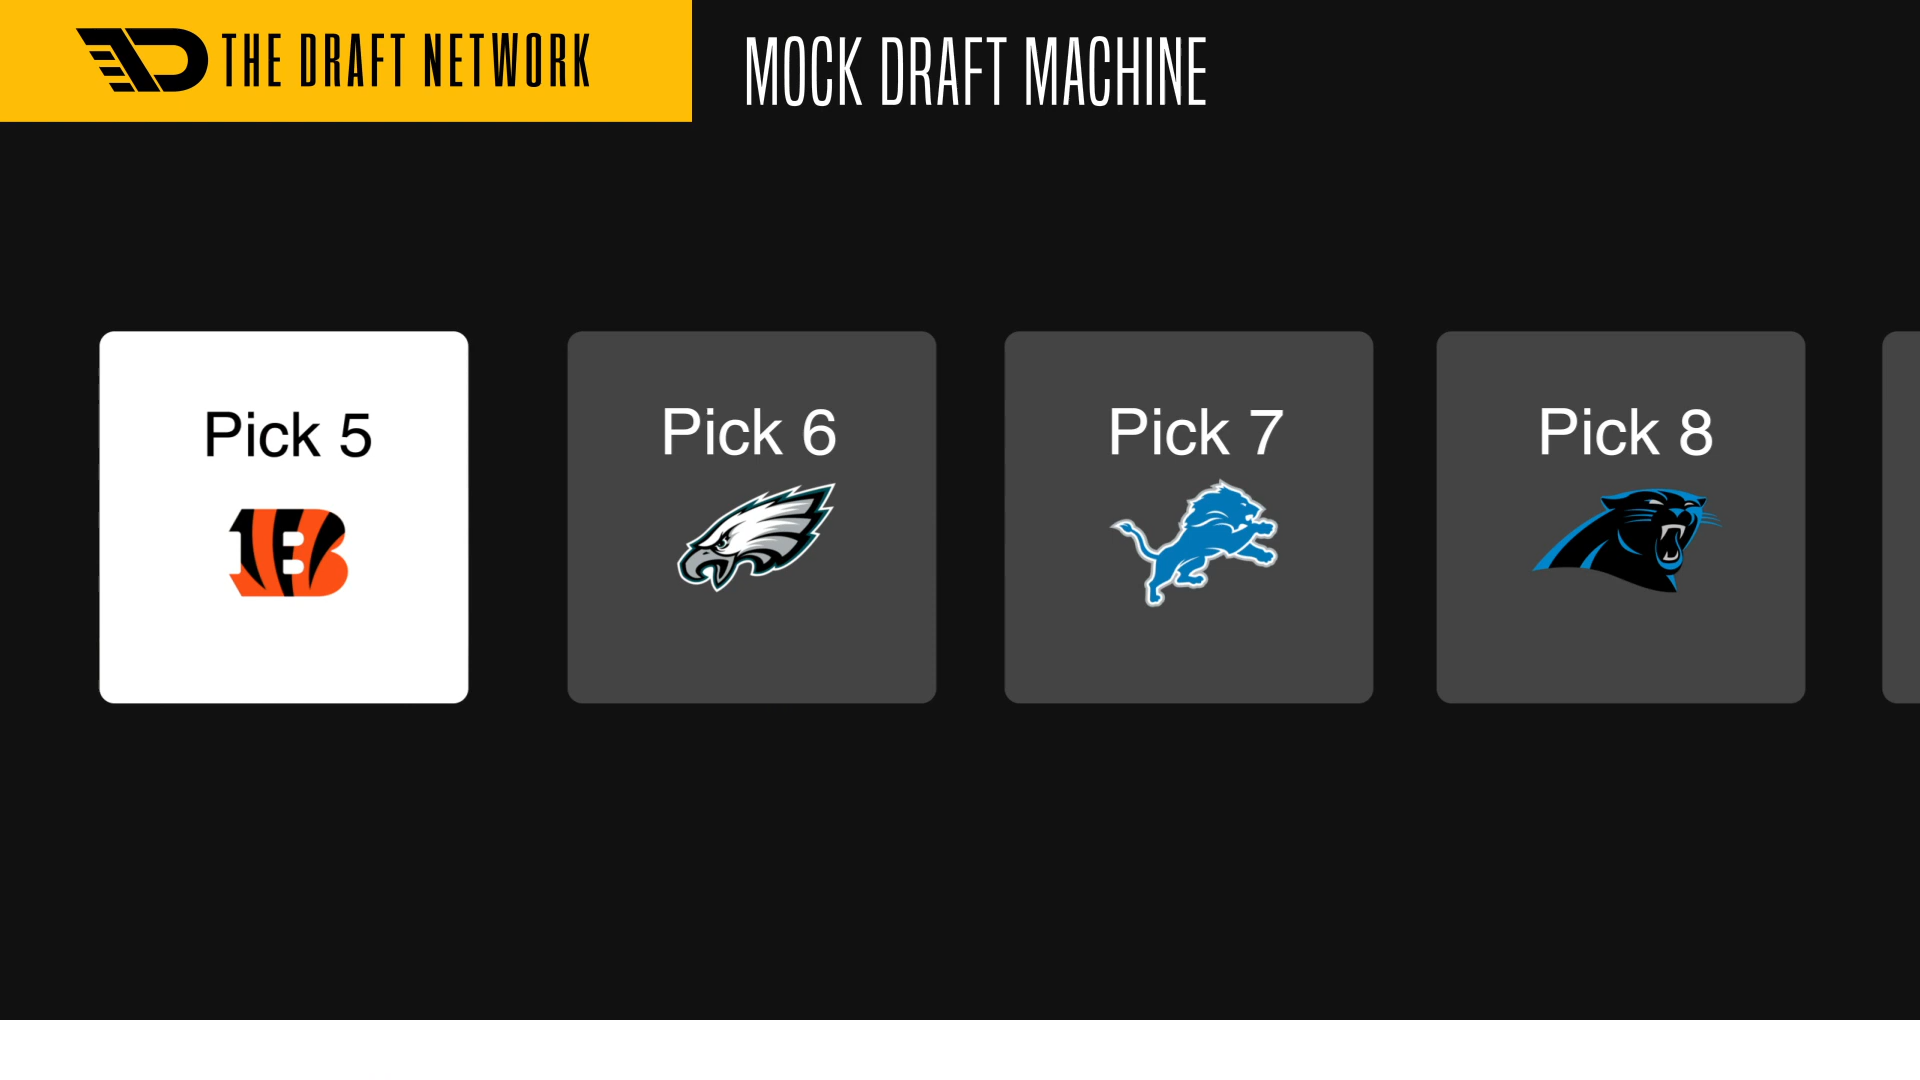 THE DRAFT NETWORK
MOCK DRAFT MACHINE
Pick 5
Pick 6
Pick 7
Pick 8